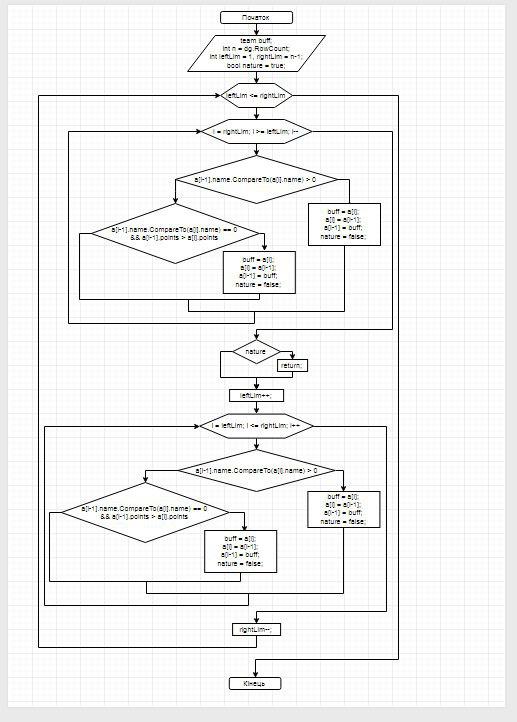 Початок
team buff;
int n = dg.RowCount;
int leftLim = 1, rightLim = n-1;
bool nature = true;
leftLim <= rightLim
i = rightLim; i >= leftLim; i--
a[i-1].name.CompareTo(a[i].name) > 0
buff = a[i];
a[i] = a[i-1];
a[i-1] = buff;
nature = false;
a[i-1].name.CompareTo(a[i].name) == 0
&& a[i-1].points > a[i].points
buff = a[i];
a[i] = a[i-1];
a[i-1] = buff;
nature = false;
nature
return;
leftLim++;
i = leftLim; i <= rightLim; i++
a[i-1].name.CompareTo(a[i].name) > 0
buff = a[i];
a[i] = a[i-1];
a[i-1] = buff;
nature = false;
a[i-1].name.CompareTo(a[i].name) == 0
&& a[i-1].points > a[i].points
buff = a[i];
a[i] = a[i-1];
a[i-1] = buff;
nature = false;
rightLim--;
Кінець